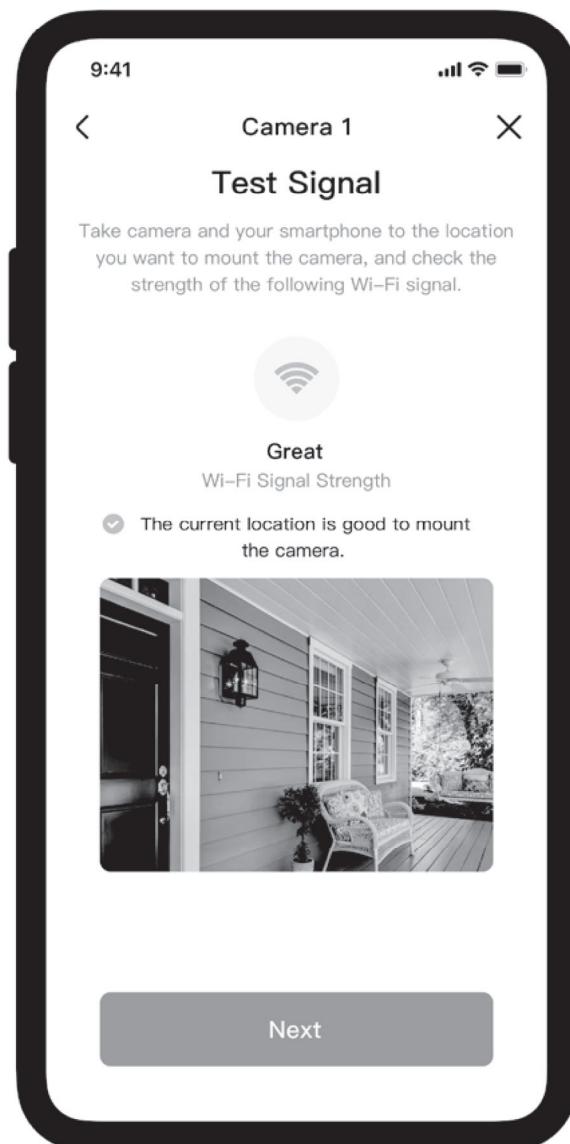 9:41
Camera 1
Test Signal
Take camera and your smartphone to the location
you want to mount the camera, and check the
strength of the following Wi-Fi signal.
Great
Wi-Fi Signal Strength
The current location is good to mount
the camera.
Next